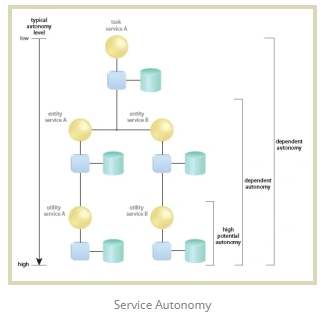 typical
autonomy
level
low
task
service A
entity
service A
entity
service B
dependent
autonomy
dependent
autonomy
utility
service A
utility
service B
high
potential
autonomy
high
Service Autonomy